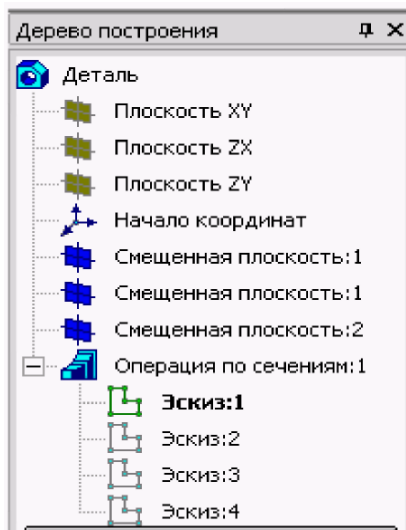 Дерево построения
Деталь
Плоскость XY
Плоскость ZX
Плоскость ZY
Начало координат
Смещенная плоскость:1
Смещенная плоскость:1
Смещенная плоскость:2
Операция по сечениям:1
Эскиз:1
Эскиз:2
Эскиз:3
Эскиз:4